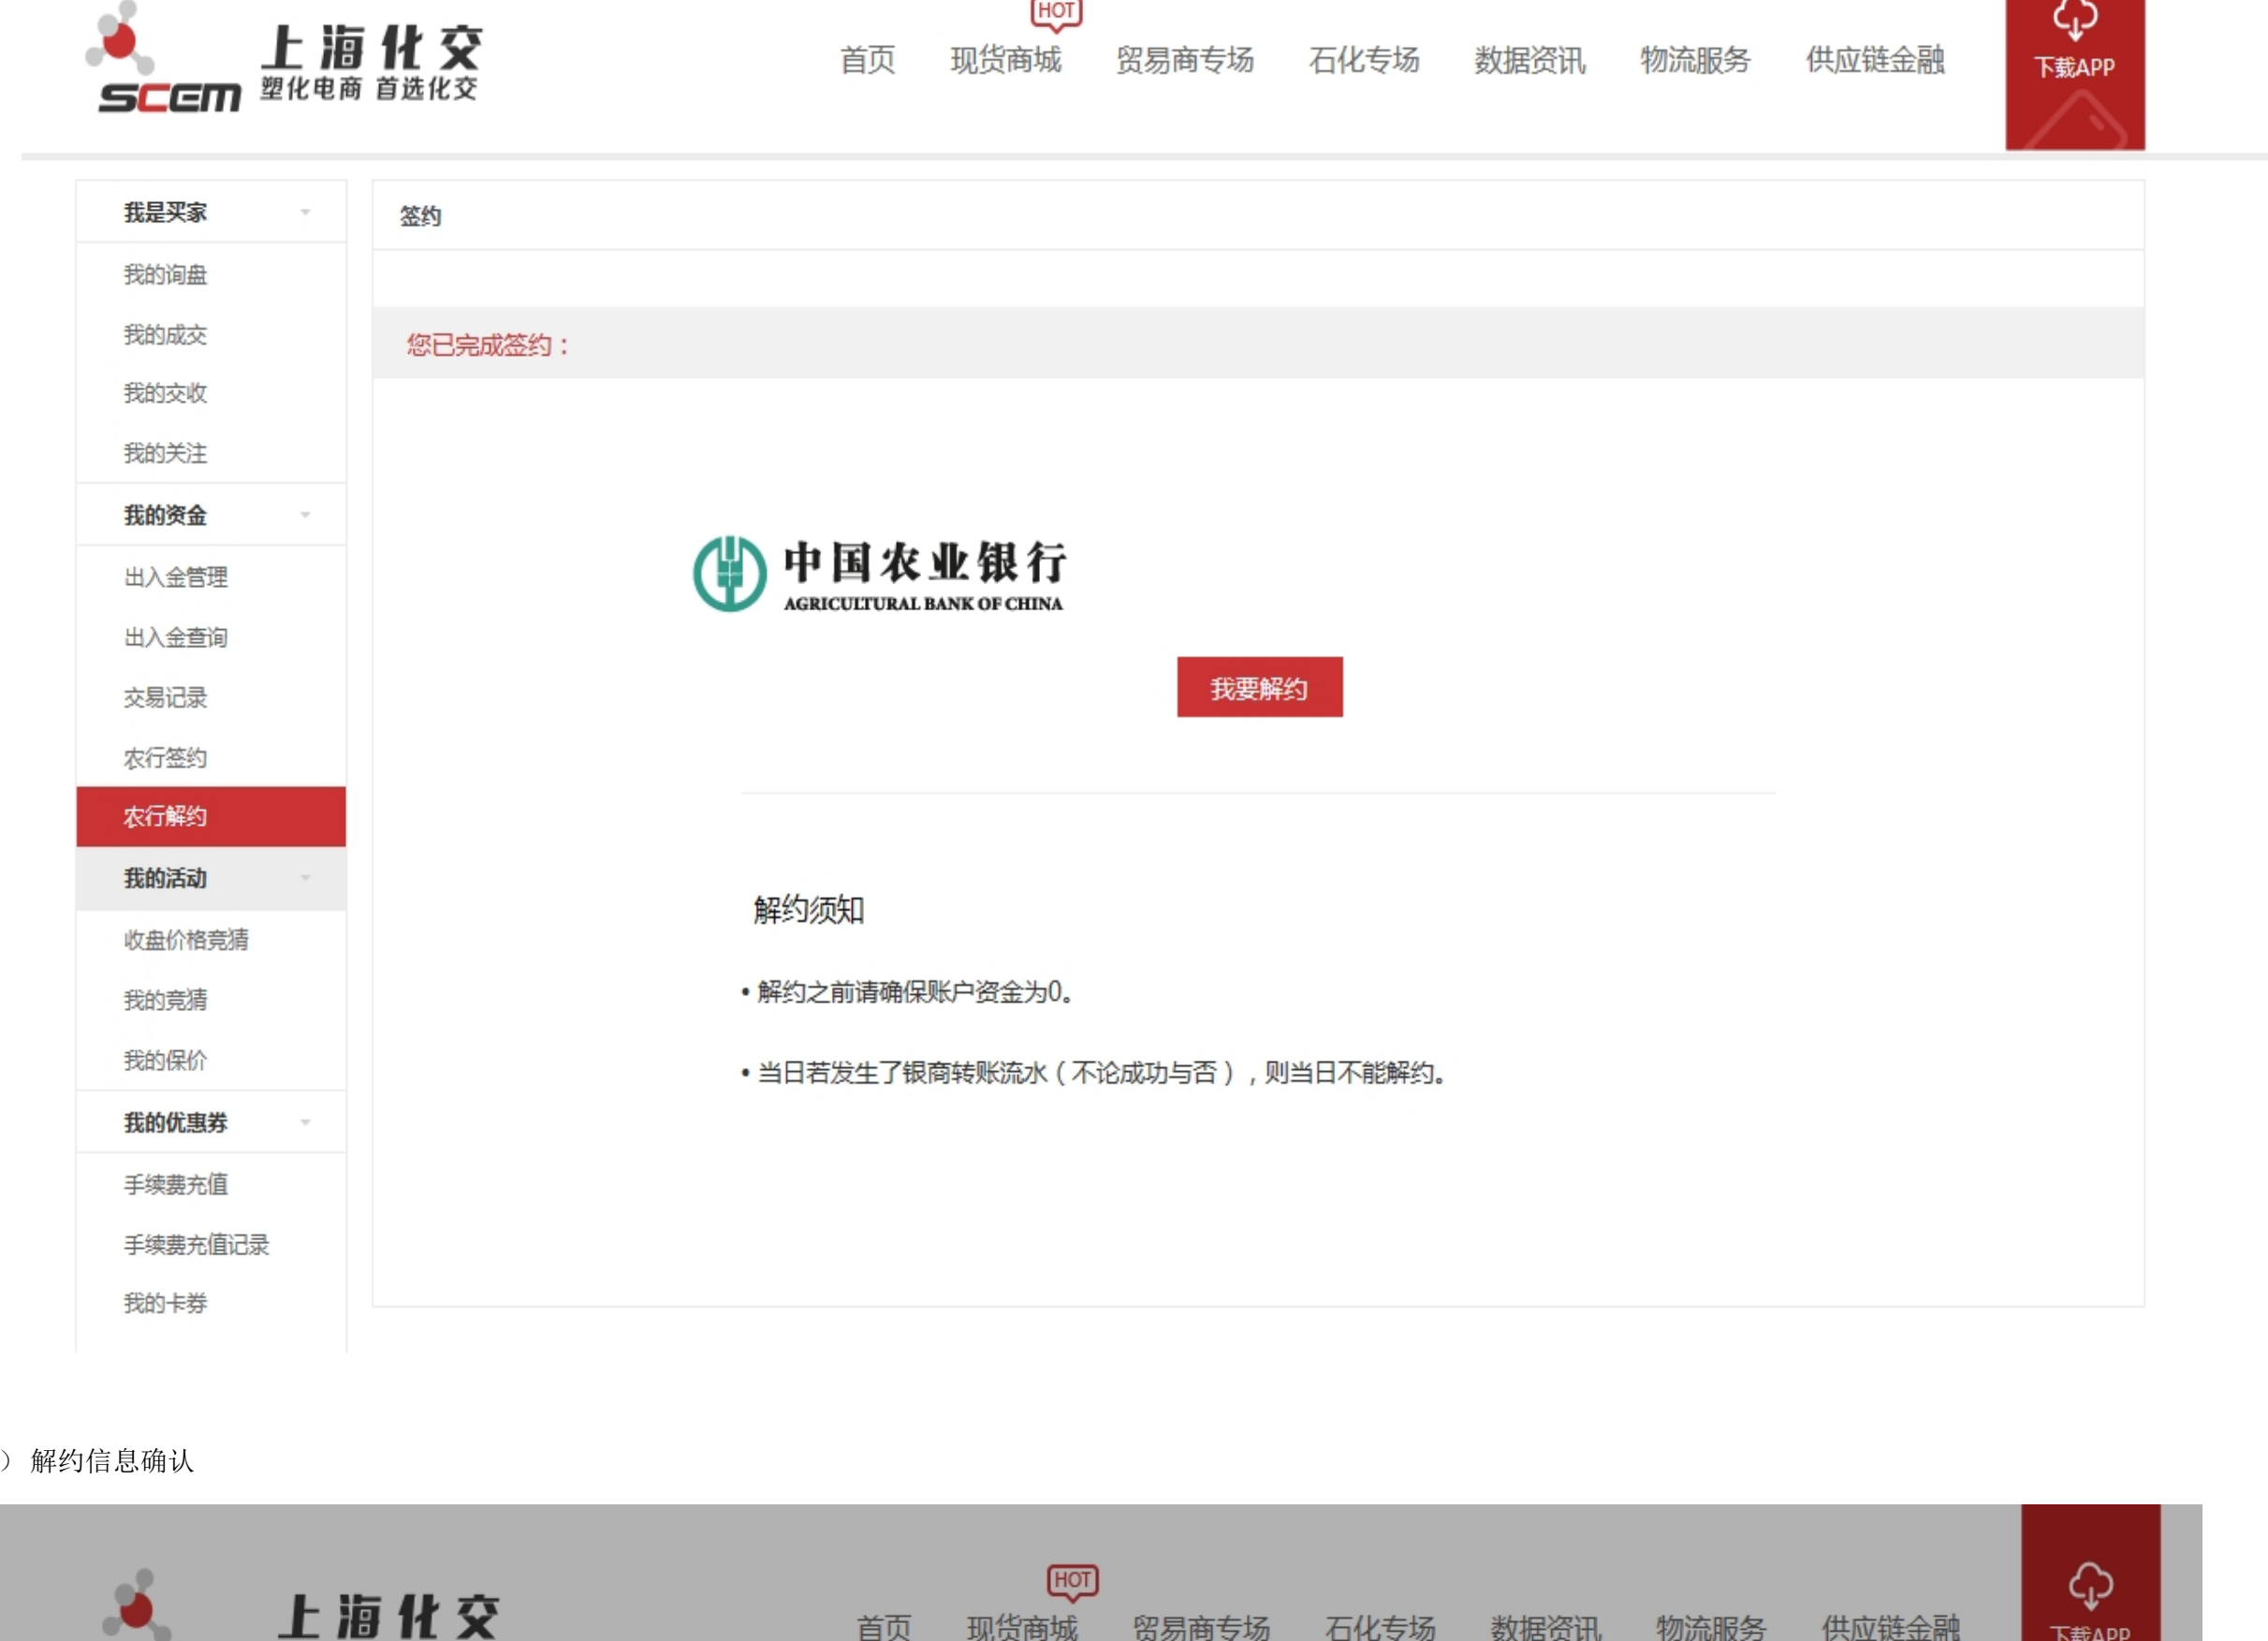 HOT
上海化交
塑化电商 首选化交
SCEM
首页 现货商城 贸易商专场 石化专场 数据资讯 物流服务 供应链金融
下载APP
我是买家
我的询盘
我的成交
我的交收
我的关注
我的资金
出入金管理
出入金查询
交易记录
农行签约
农行解约
我的活动
收盘价格竞猜
我的竞猜
我的保价
我的优惠券
手续费充值
手续费充值记录
我的卡券
签约
您已完成签约：
中国农业银行
AGRICULTURAL BANK OF CHINA
我要解约
解约须知
• 解约之前请确保账户资金为0。
• 当日若发生了银商转账流水（不论成功与否），则当日不能解约。
）解约信息确认
HOT
上海化交
首页 现货商城 贸易商专场 石化专场 数据资讯 物流服务 供应链金融
下载APP